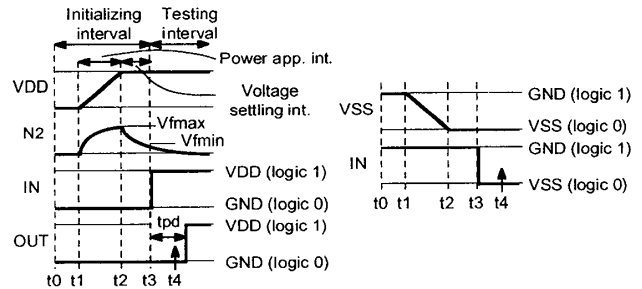 Initializing interval
Testing interval
Power app. int.
VDD
Voltage settling int.
N2
Vfmax
Vfmin
IN
VDD (logic 1)
GND (logic 0)
tpd
OUT
VDD (logic 1)
GND (logic 0)
t0 t1 t2 t3 t4
GND (logic 1)
VSS
VSS (logic 0)
GND (logic 1)
IN
VSS (logic 0)
t0 t1 t2 t3 t4